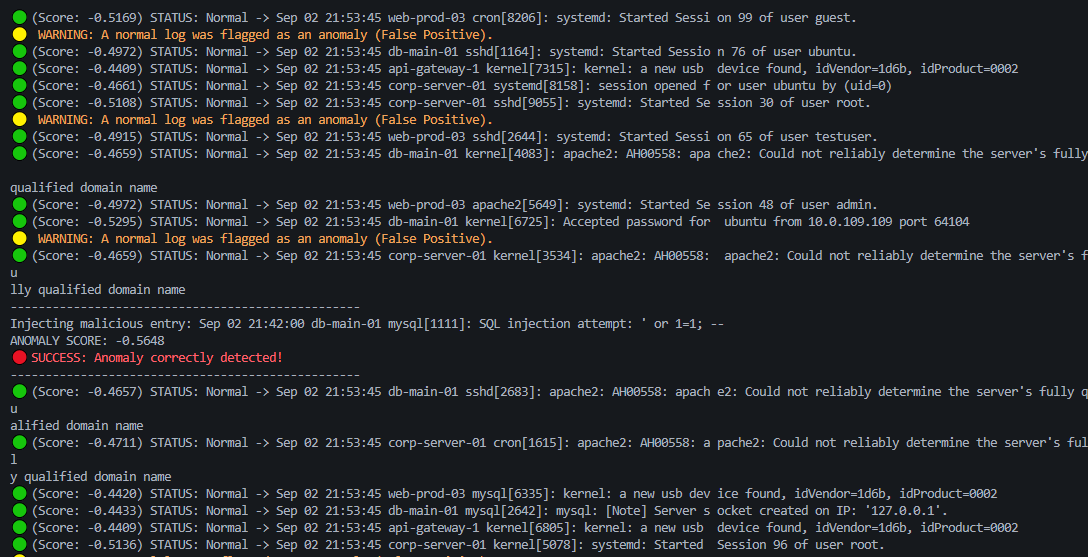 (Score: -0.5169) STATUS: Normal -> Sep 02 21:53:45 web-prod-03 cron[8206]: systemd: Started Sessi on 99 of user guest.
WARNING: A normal log was flagged as an anomaly (False Positive).
(Score: -0.4972) STATUS: Normal -> Sep 02 21:53:45 db-main-01 sshd[1164]: systemd: Started Sessio n 76 of user ubuntu.
(Score: -0.4409) STATUS: Normal -> Sep 02 21:53:45 api-gateway-1 kernel[7315]: kernel: a new usb  device found, idVendor=1d6b, idProduct=0002
(Score: -0.4661) STATUS: Normal -> Sep 02 21:53:45 corp-server-01 systemd[8158]: session opened f or user ubuntu by (uid=0)
(Score: -0.5108) STATUS: Normal -> Sep 02 21:53:45 corp-server-01 sshd[9055]: systemd: Started Se ssion 30 of user root.
WARNING: A normal log was flagged as an anomaly (False Positive).
(Score: -0.4915) STATUS: Normal -> Sep 02 21:53:45 web-prod-03 sshd[2644]: systemd: Started Sessi on 65 of user testuser.
(Score: -0.4659) STATUS: Normal -> Sep 02 21:53:45 db-main-01 kernel[4083]: apache2: AH00558: apa che2: Could not reliably determine the server's fully
qualified domain name
(Score: -0.4972) STATUS: Normal -> Sep 02 21:53:45 web-prod-03 apache2[5649]: systemd: Started Se ssion 48 of user admin.
(Score: -0.5295) STATUS: Normal -> Sep 02 21:53:45 db-main-01 kernel[6725]: Accepted password for  ubuntu from 10.0.109.109 port 64104
WARNING: A normal log was flagged as an anomaly (False Positive).
(Score: -0.4659) STATUS: Normal -> Sep 02 21:53:45 corp-server-01 kernel[3534]: apache2: AH00558:  apache2: Could not reliably determine the server's f
u
lly qualified domain name
--------------------------------------------------
Injecting malicious entry: Sep 02 21:42:00 db-main-01 mysql[1111]: SQL injection attempt: ' or 1=1; --
ANOMALY SCORE: -0.5648
SUCCESS: Anomaly correctly detected!
--------------------------------------------------
(Score: -0.4657) STATUS: Normal -> Sep 02 21:53:45 db-main-01 sshd[2683]: apache2: AH00558: apach e2: Could not reliably determine the server's fully q
u
alified domain name
(Score: -0.4711) STATUS: Normal -> Sep 02 21:53:45 corp-server-01 cron[1615]: apache2: AH00558: a pache2: Could not reliably determine the server's ful
l
y qualified domain name
(Score: -0.4420) STATUS: Normal -> Sep 02 21:53:45 web-prod-03 mysql[6335]: kernel: a new usb dev ice found, idVendor=1d6b, idProduct=0002
(Score: -0.4433) STATUS: Normal -> Sep 02 21:53:45 db-main-01 mysql[2642]: mysql: [Note] Server s ocket created on IP: '127.0.0.1'.
(Score: -0.4409) STATUS: Normal -> Sep 02 21:53:45 api-gateway-1 kernel[6805]: kernel: a new usb  device found, idVendor=1d6b, idProduct=0002
(Score: -0.5136) STATUS: Normal -> Sep 02 21:53:45 corp-server-01 kernel[5078]: systemd: Started  Session 96 of user root.